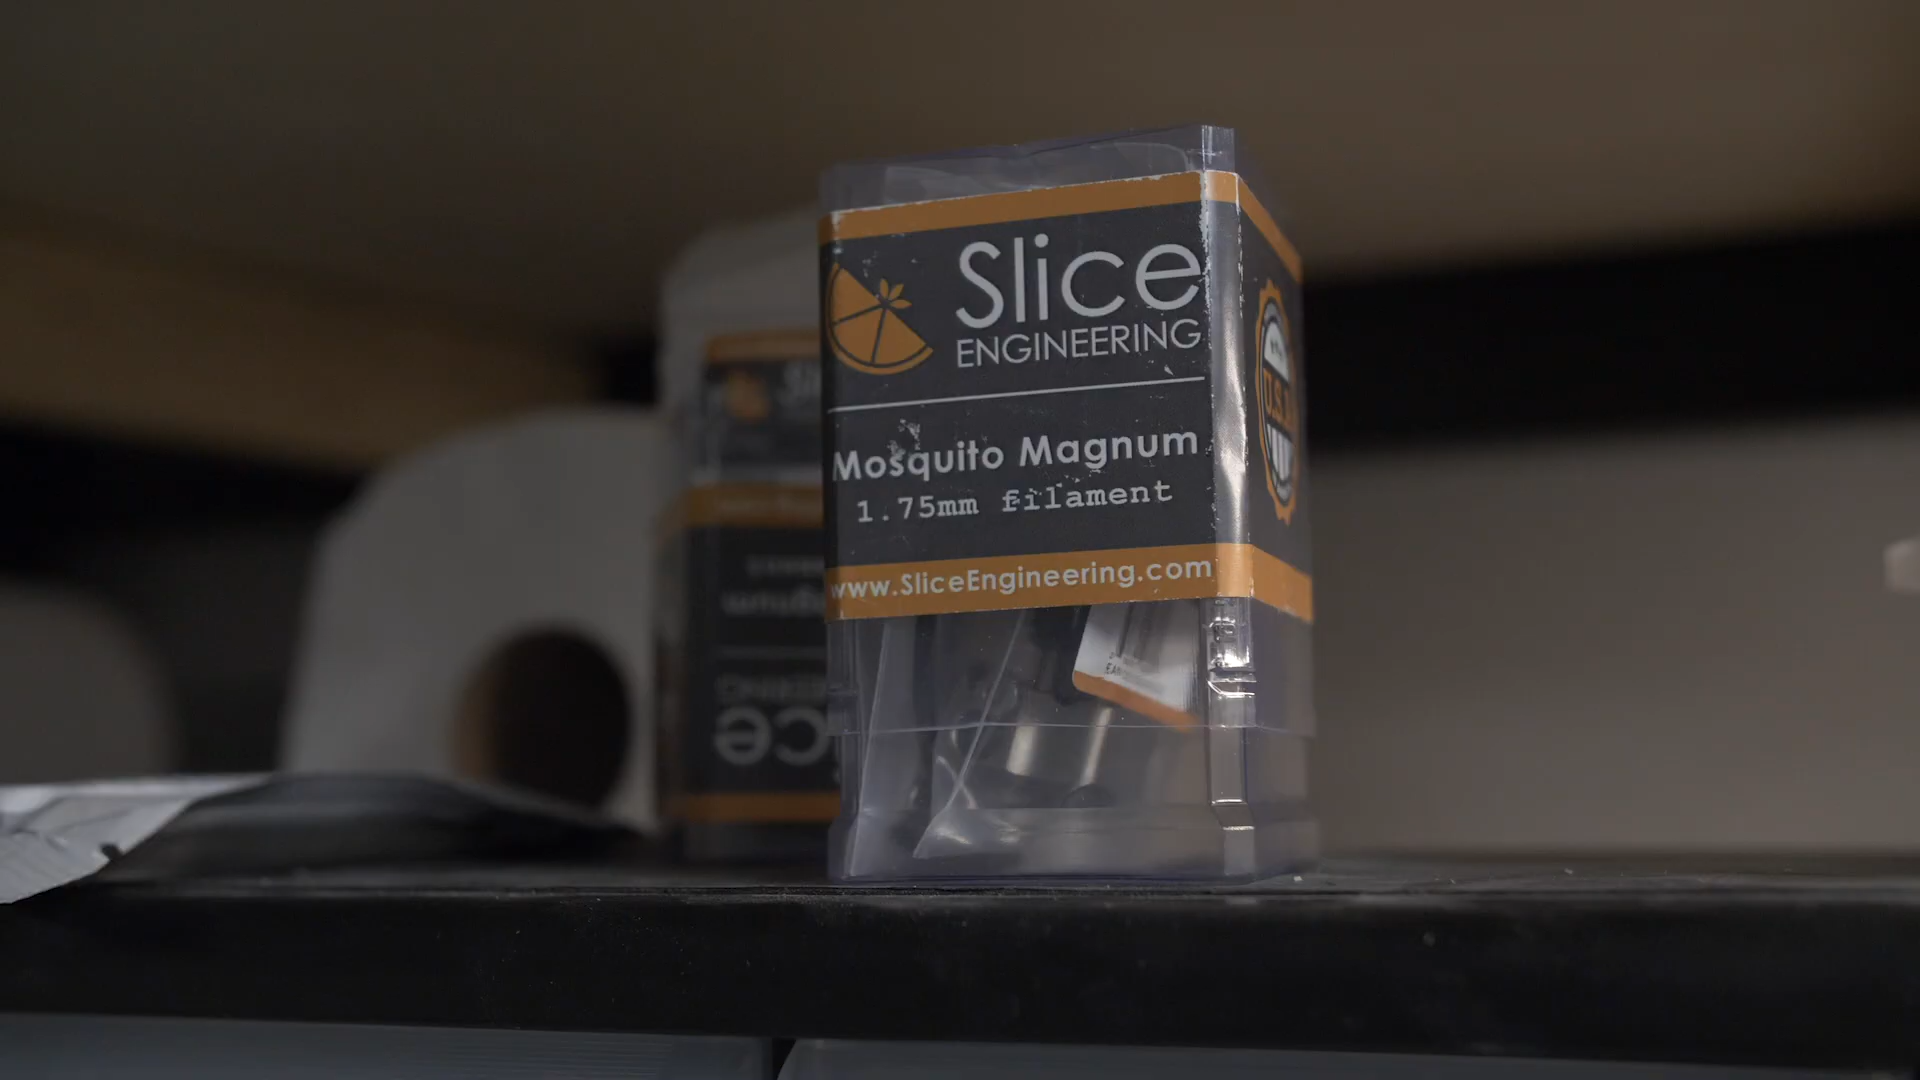 Slice
ENGINEERING
Mosquito Magnum
1.75mm filament
www.SliceEngineering.com
U.S.A